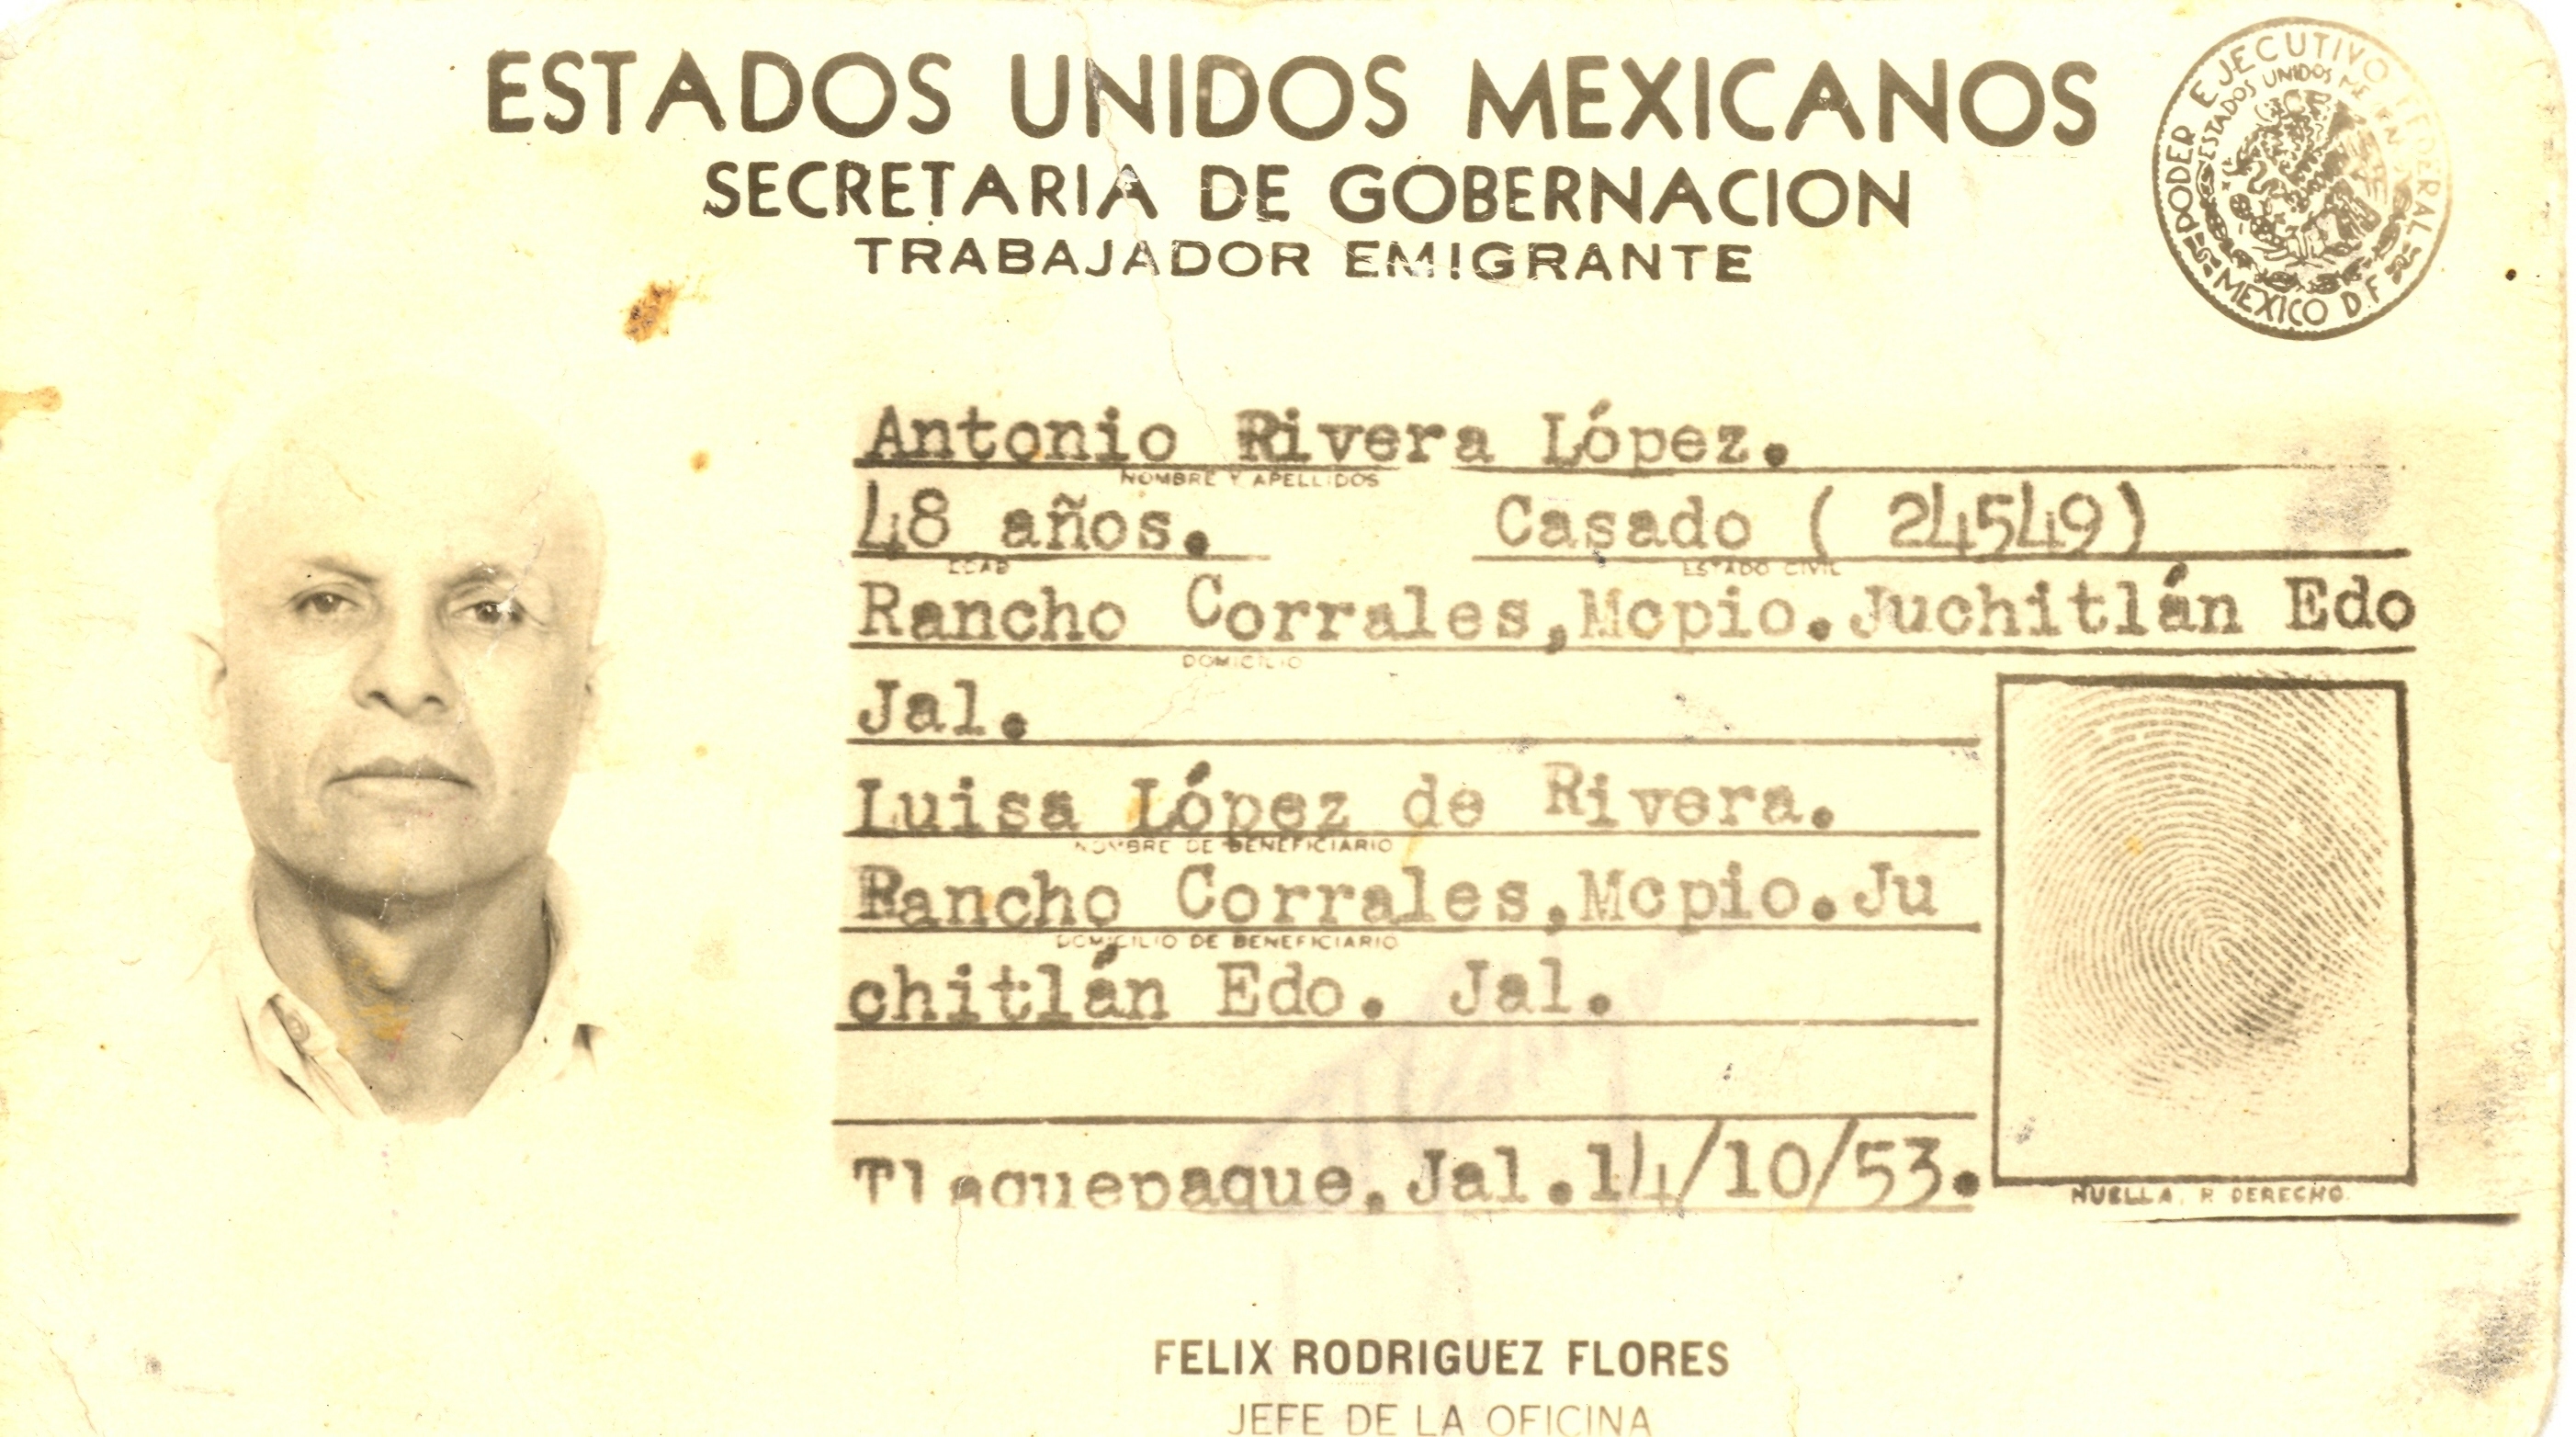 ESTADOS UNIDOS MEXICANOS
SECRETARIA DE GOBERNACION
TRABAJADOR EMIGRANTE
PODER EJECUTIVO FEDERAL
ESTADOS UNIDOS
MEXICO D.F.
Antonio Rivera López.
NOMBRE Y APELLIDOS
48 años. Casado ( 24549)
EDAD ESTADO CIVIL
Rancho Corrales,Mcpio.Juchitlán Edo
DOMICILIO
Jal.
Luisa López de Rivera.
NOMBRE DE BENEFICIARIO
Rancho Corrales,Mcpio.Ju
DOMICILIO DE BENEFICIARIO
chitlán Edo. Jal.
Tlaquepaque,Jal.14/10/53.
HUELLA. P. DERECHO.
FELIX RODRIGUEZ FLORES
JEFE DE LA OFICINA